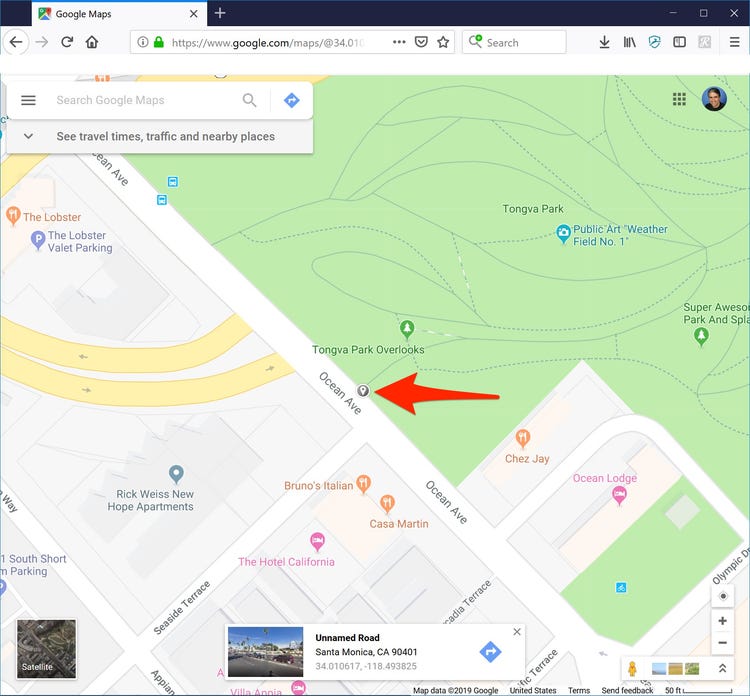 Google Maps
https://www.google.com/maps/@34.010
Search
Search Google Maps
See travel times, traffic and nearby places
Ocean Ave
Tongva Park
The Lobster
The Lobster
Valet Parking
Public Art "Weather
Field No. 1"
Super Aweso
Park And Spla
Tongva Park Overlooks
Ocean Ave
Chez Jay
Bruno's Italian
Ocean Lodge
Rick Weiss New
Hope Apartments
Ocean Ave
Casa Martin
Way
1 South Short
m Parking
The Hotel California
Olympic Dr
Seaside Terrace
Arcadia Terrace
Unnamed Road
Santa Monica, CA 90401
34.010617, -118.493825
Satellite
Appian
Villa Appia
Terrace
Map data ©2019 Google
United States
Terms
Send feedback
50 ft